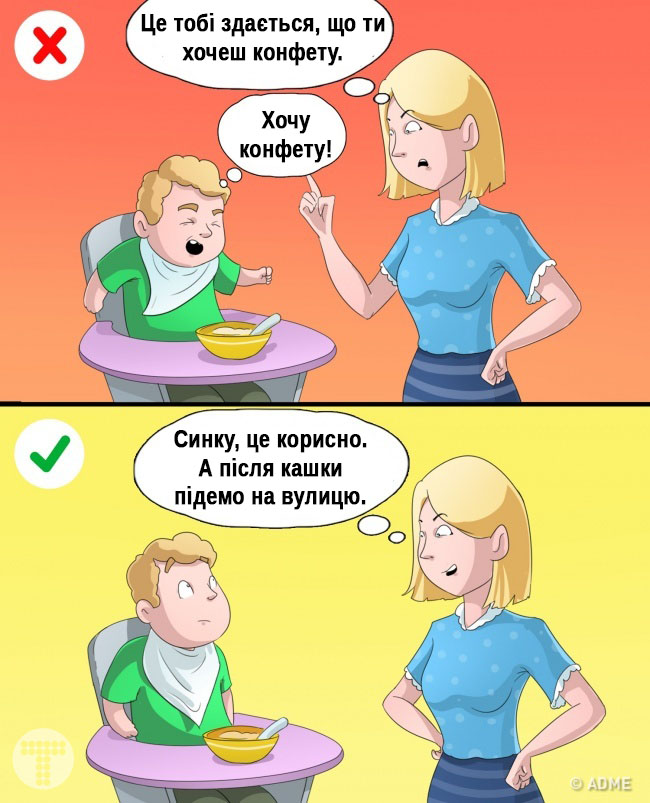 Це тобі здається, що ти
хочеш конфету.
Хочу
конфету!
Синку, це корисно.
А після кашки
підемо на вулицю.
T
© ADME